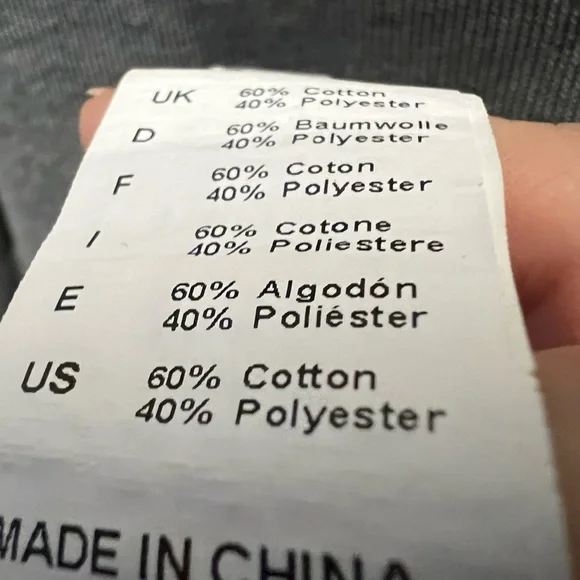 UK 60% Cotton
40% Polyester
D 60% Baumwolle
40% Polyester
F 60% Coton
40% Polyester
I 60% Cotone
40% Poliestere
E 60% Algodón
40% Poliéster
US 60% Cotton
40% Polyester
MADE IN CHINA